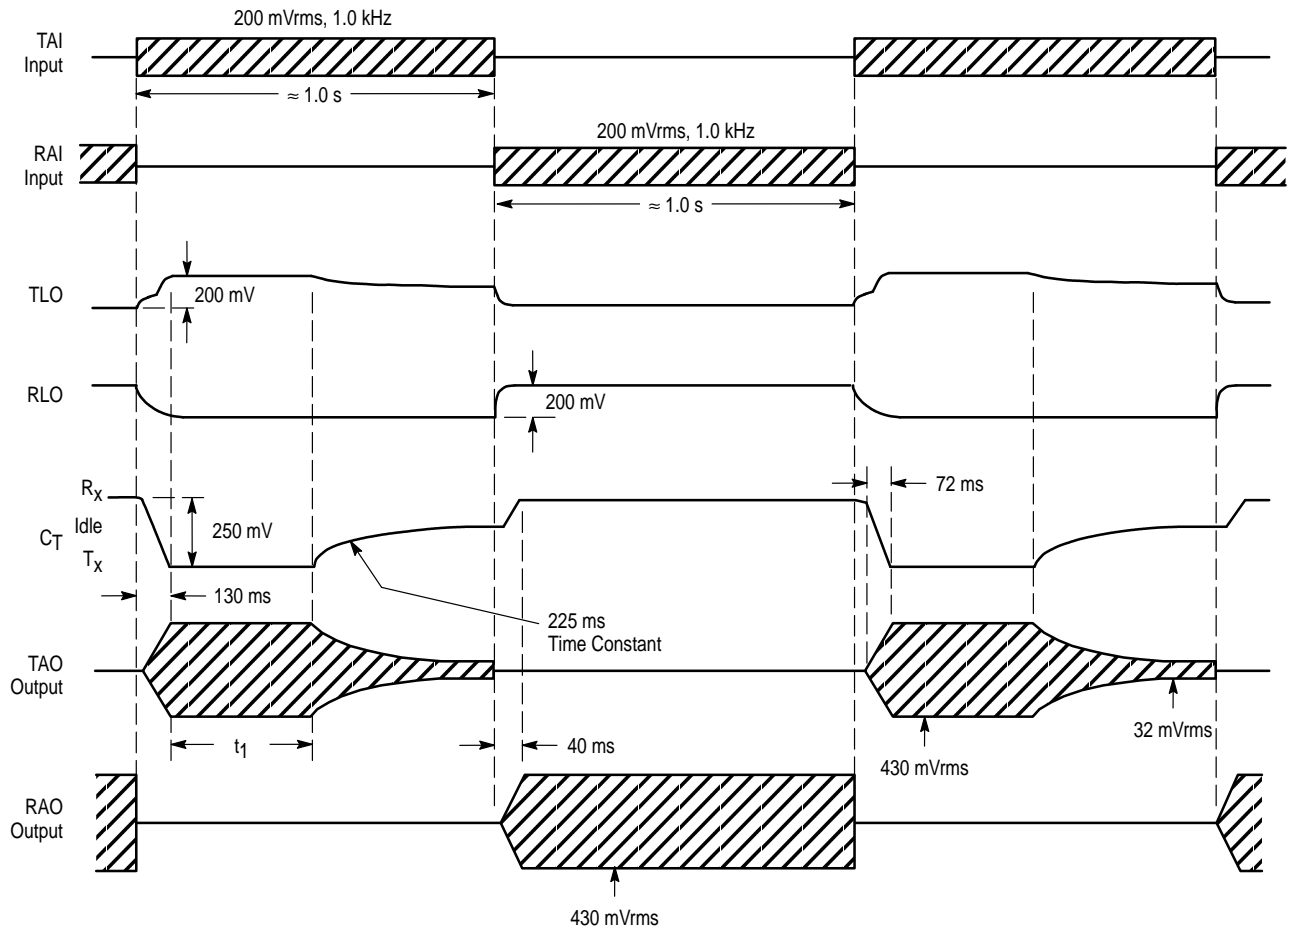 200 mVrms, 1.0 kHz
TAI
Input
≈ 1.0 s
200 mVrms, 1.0 kHz
RAI
Input
≈ 1.0 s
TLO
200 mV
RLO
200 mV
RX
72 ms
Idle
250 mV
CT
TX
130 ms
225 ms
Time Constant
TAO
Output
32 mVrms
t1
40 ms
430 mVrms
RAO
Output
430 mVrms